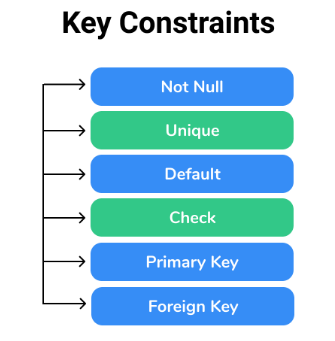 Key Constraints
Not Null
Unique
Default
Check
Primary Key
Foreign Key